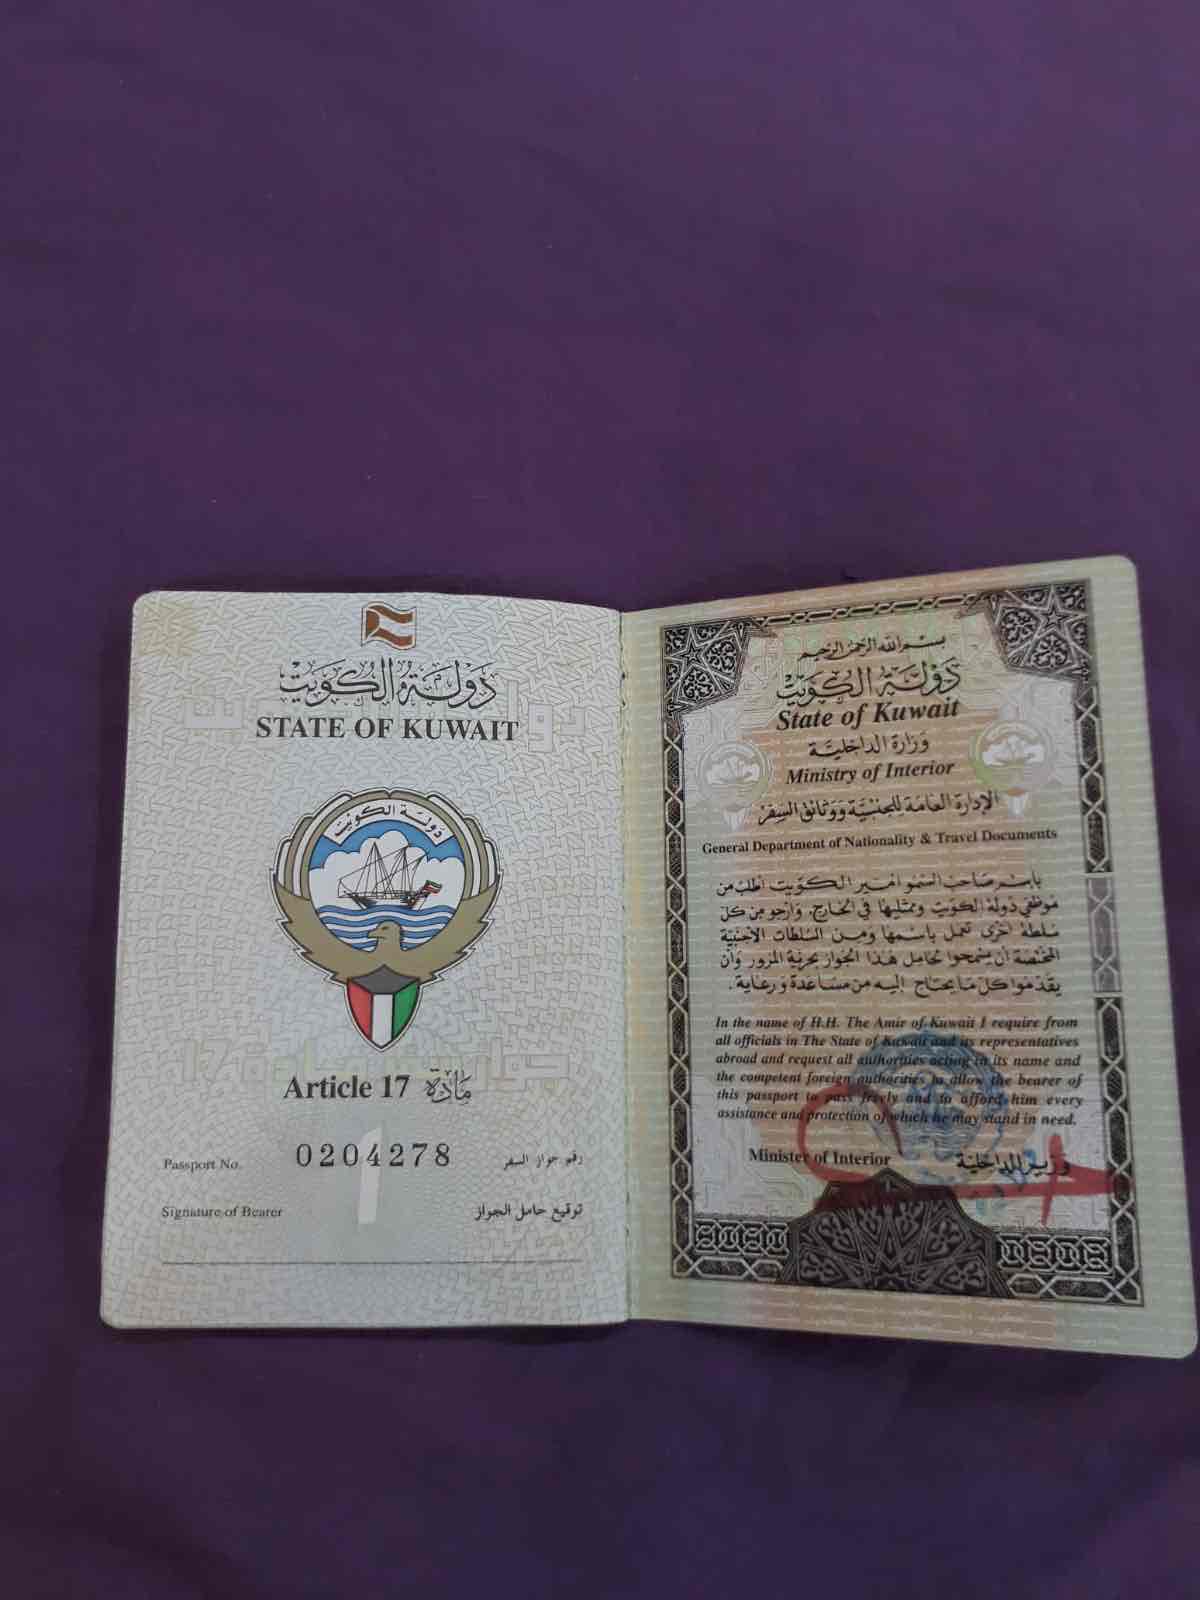 دولة الكويت
STATE OF KUWAIT
دولة الكويت
Article 17 مادة
Passport No. 0204278 رقم جواز السفر
Signature of Bearer توقيع حامل الجواز
بسم الله الرحمن الرحيم
دولة الكويت
State of Kuwait
وزارة الداخلية
Ministry of Interior
الإدارة العامة للجنسية ووثائق السفر
General Department of Nationality & Travel Documents
باسم صاحب السمو أمير الكويت أطلب من
موظفي دولة الكويت وممثليها في الخارج، وأرجو من كل
سلطة أخرى تعمل باسمها ومن السلطات الأجنبية
المختصة أن يسمحوا لحامل هذا الجواز بحرية المرور وأن
يقدموا كل ما يحتاج إليه من مساعدة ورعاية.
In the name of H.H. The Amir of Kuwait I require from
all officials in The State of Kuwait and its representatives
abroad and request all authorities acting in its name and
the competent foreign authorities to allow the bearer of
this passport to pass freely and to afford him every
assistance and protection of which he may stand in need.
Minister of Interior وزير الداخلية